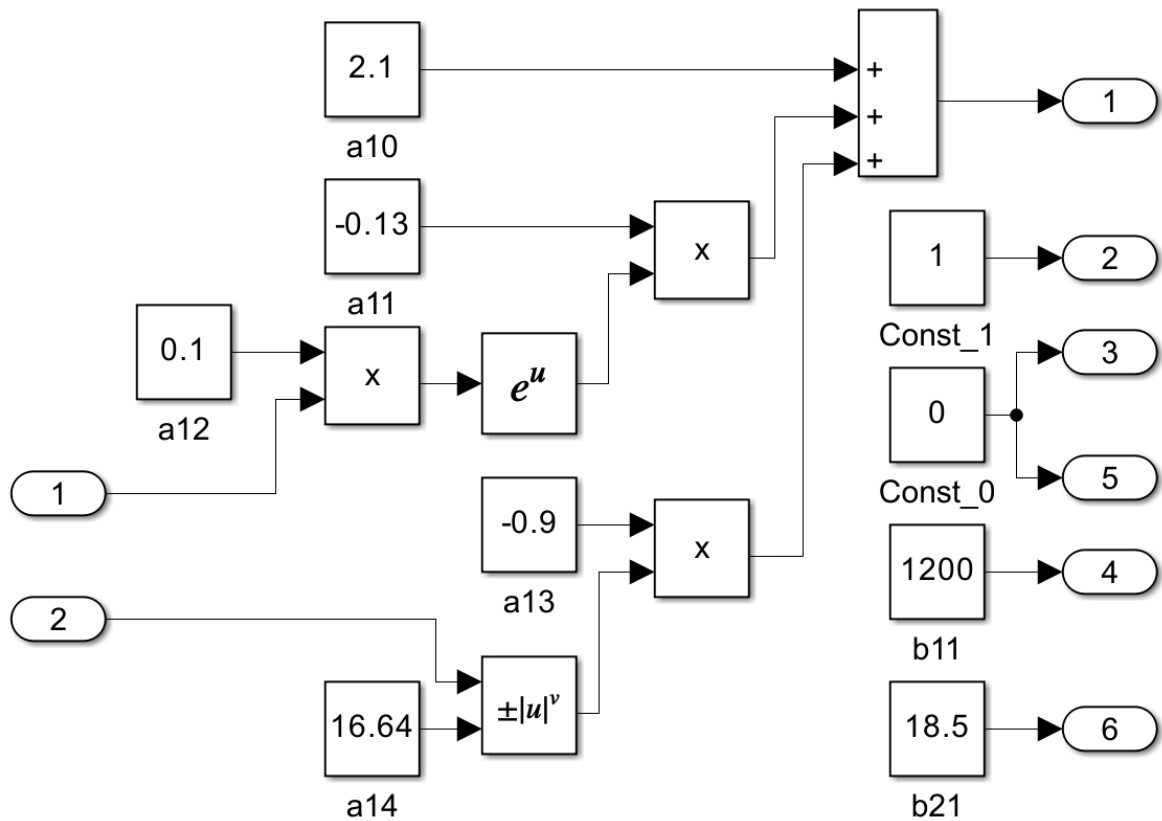 2.1
a10
+
+
+
1
-0.13
a11
x
1
Const_1
2
0.1
a12
x
e^u
0
Const_0
3
5
1
-0.9
a13
x
1200
b11
4
2
16.64
a14
±|u|^v
18.5
b21
6